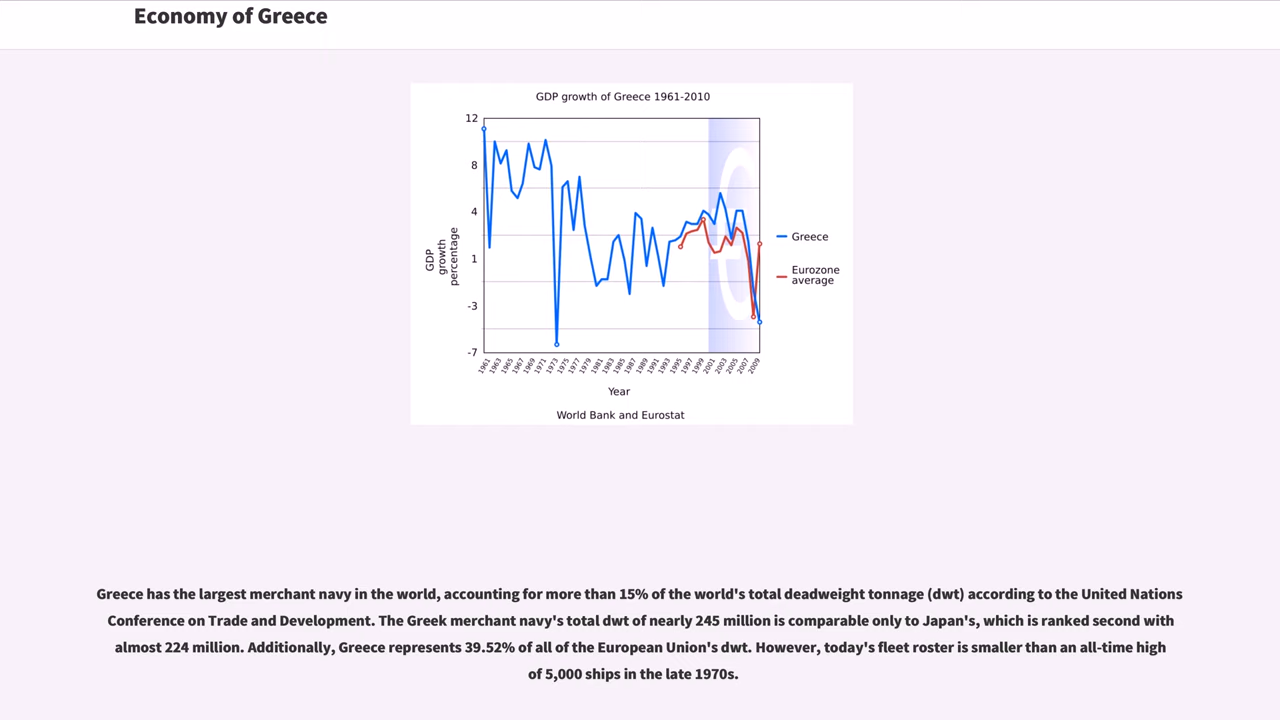 Economy of Greece
GDP growth of Greece 1961-2010
12
8
4
1
-3
-7
GDP
growth
percentage
Greece
Eurozone
average
1961
1963
1965
1967
1969
1971
1973
1975
1977
1979
1981
1983
1985
1987
1989
1991
1993
1995
1997
1999
2001
2003
2005
2007
2009
Year
World Bank and Eurostat
Greece has the largest merchant navy in the world, accounting for more than 15% of the world's total deadweight tonnage (dwt) according to the United Nations
Conference on Trade and Development. The Greek merchant navy's total dwt of nearly 245 million is comparable only to Japan's, which is ranked second with
almost 224 million. Additionally, Greece represents 39.52% of all of the European Union's dwt. However, today's fleet roster is smaller than an all-time high
of 5,000 ships in the late 1970s.